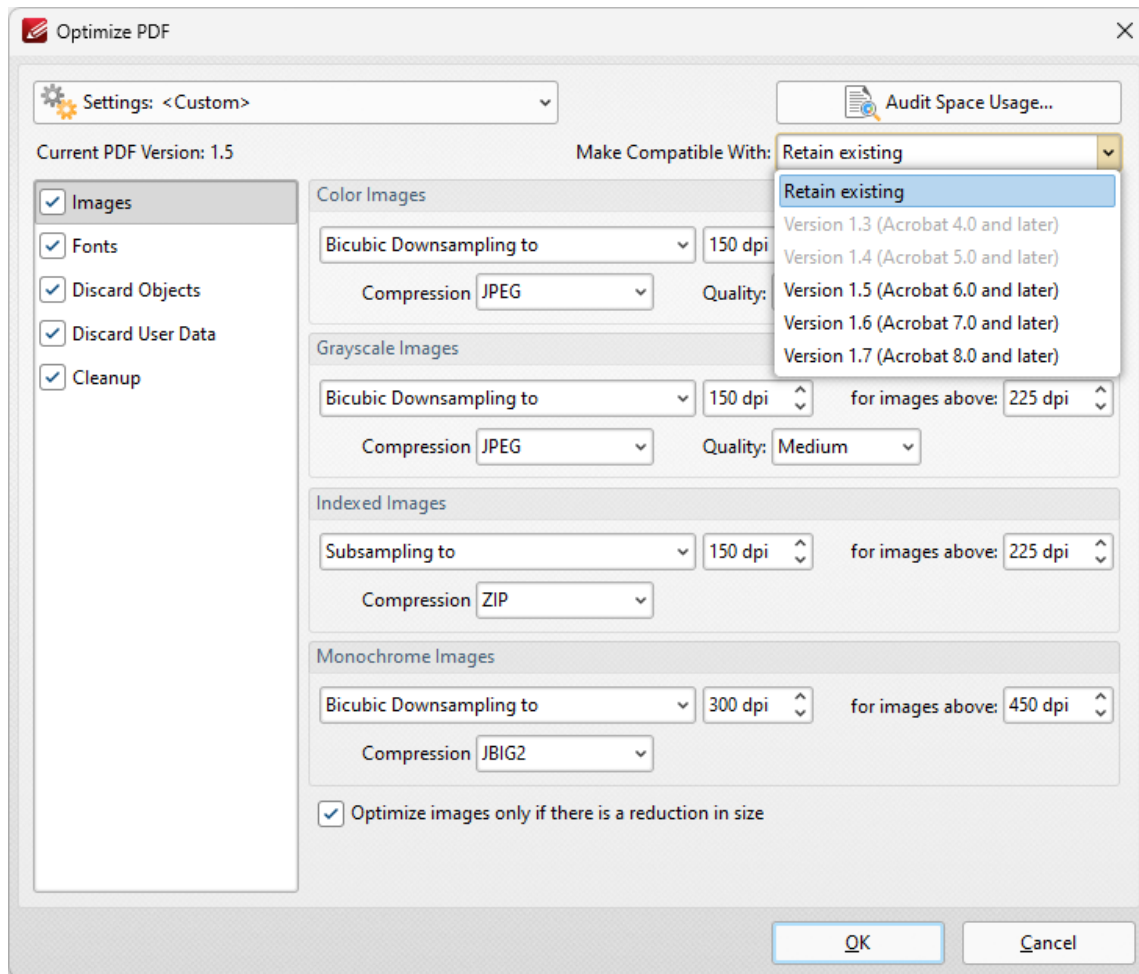 Optimize PDF
Settings: <Custom>
Audit Space Usage...
Current PDF Version: 1.5
Make Compatible With: Retain existing
Retain existing
Version 1.3 (Acrobat 4.0 and later)
Version 1.4 (Acrobat 5.0 and later)
Version 1.5 (Acrobat 6.0 and later)
Version 1.6 (Acrobat 7.0 and later)
Version 1.7 (Acrobat 8.0 and later)
Images
Fonts
Discard Objects
Discard User Data
Cleanup
Color Images
Bicubic Downsampling to 150 dpi
Compression JPEG Quality:
Grayscale Images
Bicubic Downsampling to 150 dpi for images above: 225 dpi
Compression JPEG Quality: Medium
Indexed Images
Subsampling to 150 dpi for images above: 225 dpi
Compression ZIP
Monochrome Images
Bicubic Downsampling to 300 dpi for images above: 450 dpi
Compression JBIG2
Optimize images only if there is a reduction in size
OK Cancel